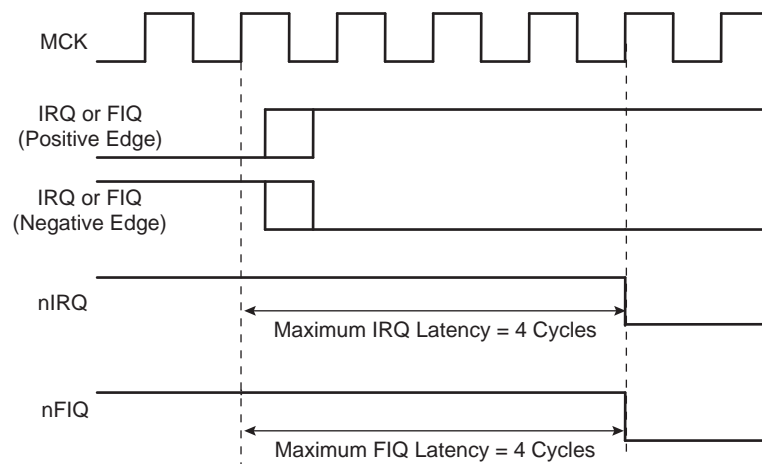 MCK
IRQ or FIQ
(Positive Edge)
IRQ or FIQ
(Negative Edge)
nIRQ
Maximum IRQ Latency = 4 Cycles
nFIQ
Maximum FIQ Latency = 4 Cycles